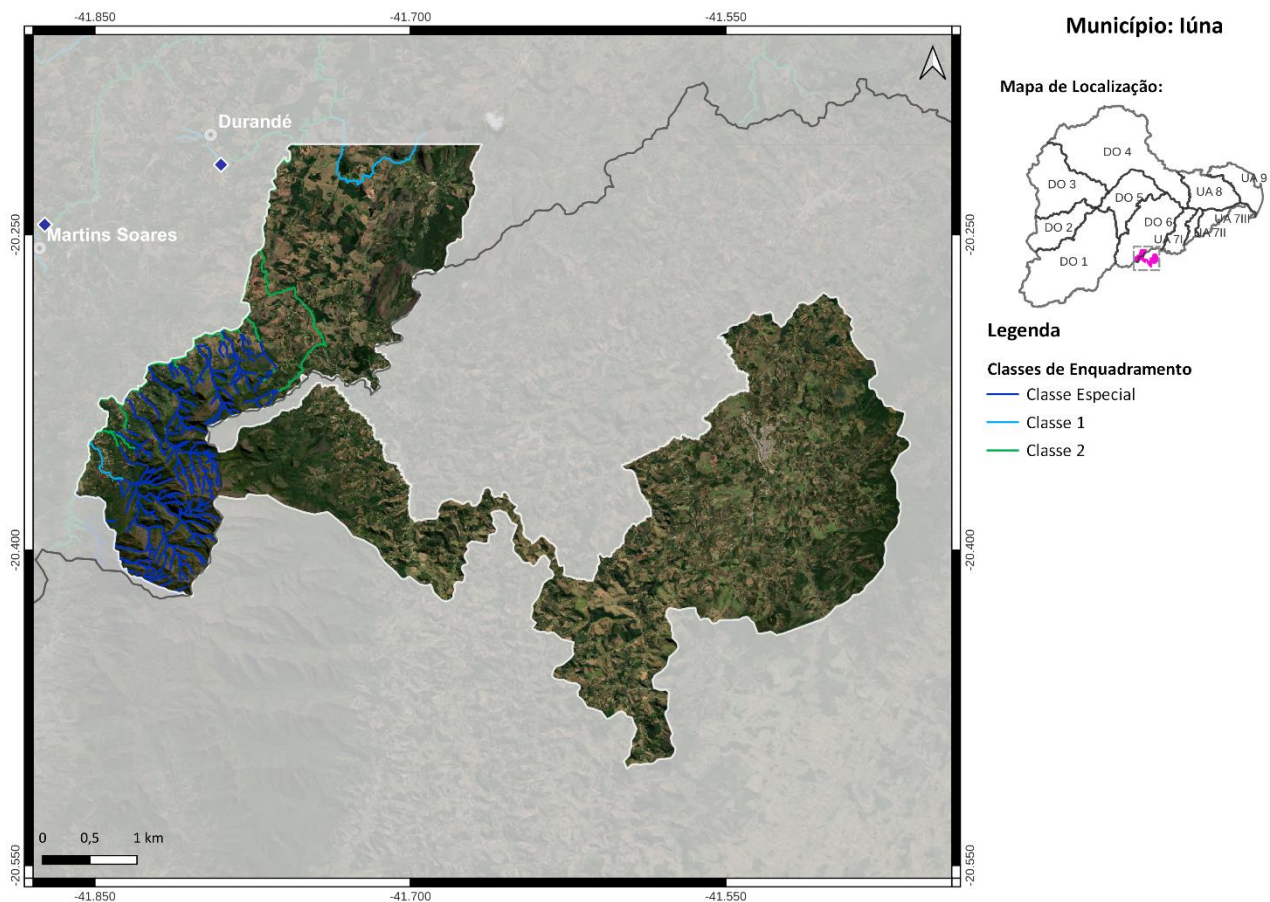 Município: Iúna
-41.850
-41.700
-41.550
Durandé
Martins Soares
-20.250
-20.250
-20.400
-20.400
-20.550
-20.550
0 0,5 1 km
-41.850
-41.700
-41.550
Mapa de Localização:
DO 4
DO 3
DO 5
UA 8
UA 9
DO 2
DO 6
UA 7III
UA 7II
UA 7I
DO 1
Legenda
Classes de Enquadramento
Classe Especial
Classe 1
Classe 2